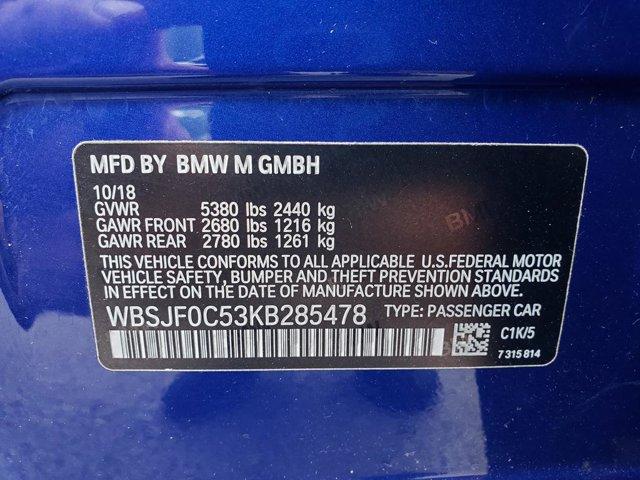 MFD BY BMW M GMBH
10/18
GVWR 5380 lbs 2440 kg
GAWR FRONT 2680 lbs 1216 kg
GAWR REAR 2780 lbs 1261 kg
THIS VEHICLE CONFORMS TO ALL APPLICABLE U.S.FEDERAL MOTOR
VEHICLE SAFETY, BUMPER AND THEFT PREVENTION STANDARDS
IN EFFECT ON THE DATE OF MANUFACTURE SHOWN ABOVE.
WBSJF0C53KB285478 TYPE: PASSENGER CAR
C1K/5
7 315 814